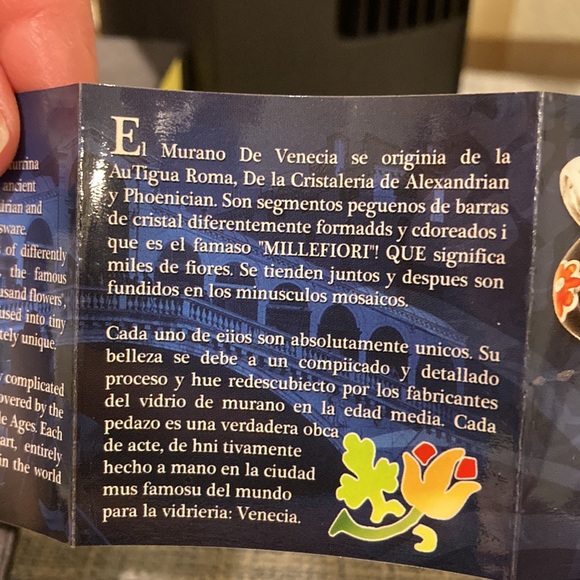 urrina
ancient
rian and
sware.
of differently
, the famous
usand flowers',
used into tiny
tely unique.
y complicated
overed by the
le Ages. Each
art, entirely
in the world
El Murano De Venecia se originia de la
AuTigua Roma, De la Cristaleria de Alexandrian
y Phoenician. Son segmentos peguenos de barras
de cristal diferentemente formadds y cdoreados i
que es el famaso "MILLEFIORI"! QUE significa
miles de fiores. Se tienden juntos y despues son
fundidos en los minusculos mosaicos.
Cada uno de eiios son absolutamente unicos. Su
belleza se debe a un compiicado y detallado
proceso y hue redescubiecto por los fabricantes
del vidrio de murano en la edad media. Cada
pedazo es una verdadera obca
de acte, de hni tivamente
hecho a mano en la ciudad
mus famosu del mundo
para la vidrieria: Venecia.